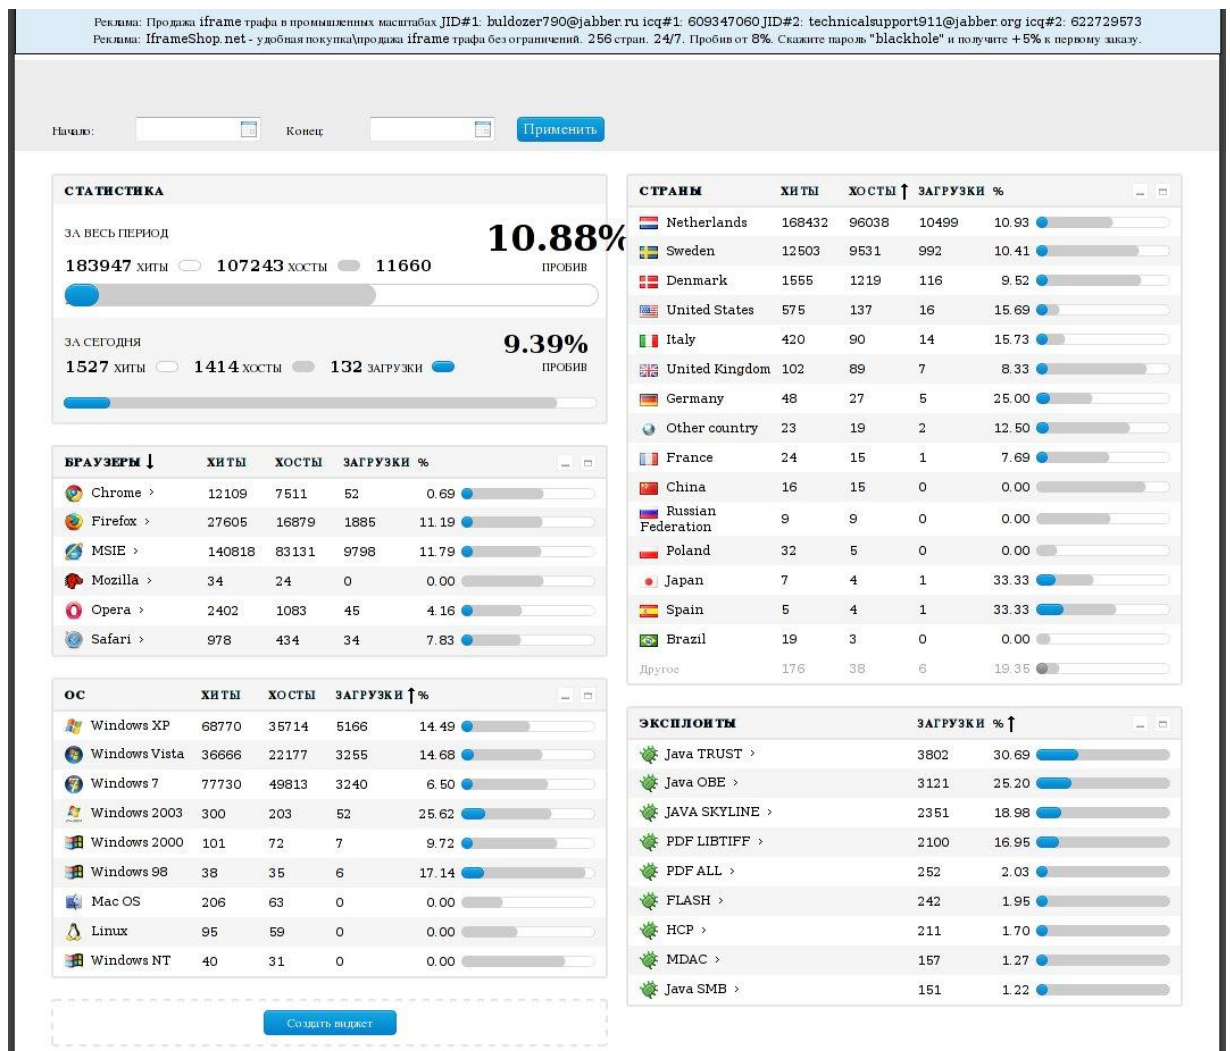 Реклама: Продажа iframe трафа в промышленных масштабах JID#1: buldozer790@jabber.ru icq#1: 609347060 JID#2: technicalsupport911@jabber.org icq#2: 622729573
Реклама: IframeShop.net - удобная покупка\продажа iframe трафа без ограничений. 256 стран. 24/7. Пробив от 8%. Скажите пароль "blackhole" и получите +5% к первому заказу.
Начало: Конец: Применить
СТАТИСТИКА
ЗА ВЕСЬ ПЕРИОД
10.88%
183947 ХИТЫ 107243 ХОСТЫ 11660 ПРОБИВ
ЗА СЕГОДНЯ
9.39%
1527 ХИТЫ 1414 ХОСТЫ 132 ЗАГРУЗКИ ПРОБИВ
БРАУЗЕРЫ ↓ ХИТЫ ХОСТЫ ЗАГРУЗКИ %
Chrome > 12109 7511 52 0.69
Firefox > 27605 16879 1885 11.19
MSIE > 140818 83131 9798 11.79
Mozilla > 34 24 0 0.00
Opera > 2402 1083 45 4.16
Safari > 978 434 34 7.83
ОС ХИТЫ ХОСТЫ ЗАГРУЗКИ ↑ %
Windows XP 68770 35714 5166 14.49
Windows Vista 36666 22177 3255 14.68
Windows 7 77730 49813 3240 6.50
Windows 2003 300 203 52 25.62
Windows 2000 101 72 7 9.72
Windows 98 38 35 6 17.14
Mac OS 206 63 0 0.00
Linux 95 59 0 0.00
Windows NT 40 31 0 0.00
Создать виджет
СТРАНЫ ХИТЫ ХОСТЫ ↑ ЗАГРУЗКИ %
Netherlands 168432 96038 10499 10.93
Sweden 12503 9531 992 10.41
Denmark 1555 1219 116 9.52
United States 575 137 16 15.69
Italy 420 90 14 15.73
United Kingdom 102 89 7 8.33
Germany 48 27 5 25.00
Other country 23 19 2 12.50
France 24 15 1 7.69
China 16 15 0 0.00
Russian
Federation 9 9 0 0.00
Poland 32 5 0 0.00
Japan 7 4 1 33.33
Spain 5 4 1 33.33
Brazil 19 3 0 0.00
Другое 176 38 6 19.35
ЭКСПЛОИТЫ ЗАГРУЗКИ % ↑
Java TRUST > 3802 30.69
Java OBE > 3121 25.20
JAVA SKYLINE > 2351 18.98
PDF LIBTIFF > 2100 16.95
PDF ALL > 252 2.03
FLASH > 242 1.95
HCP > 211 1.70
MDAC > 157 1.27
Java SMB > 151 1.22